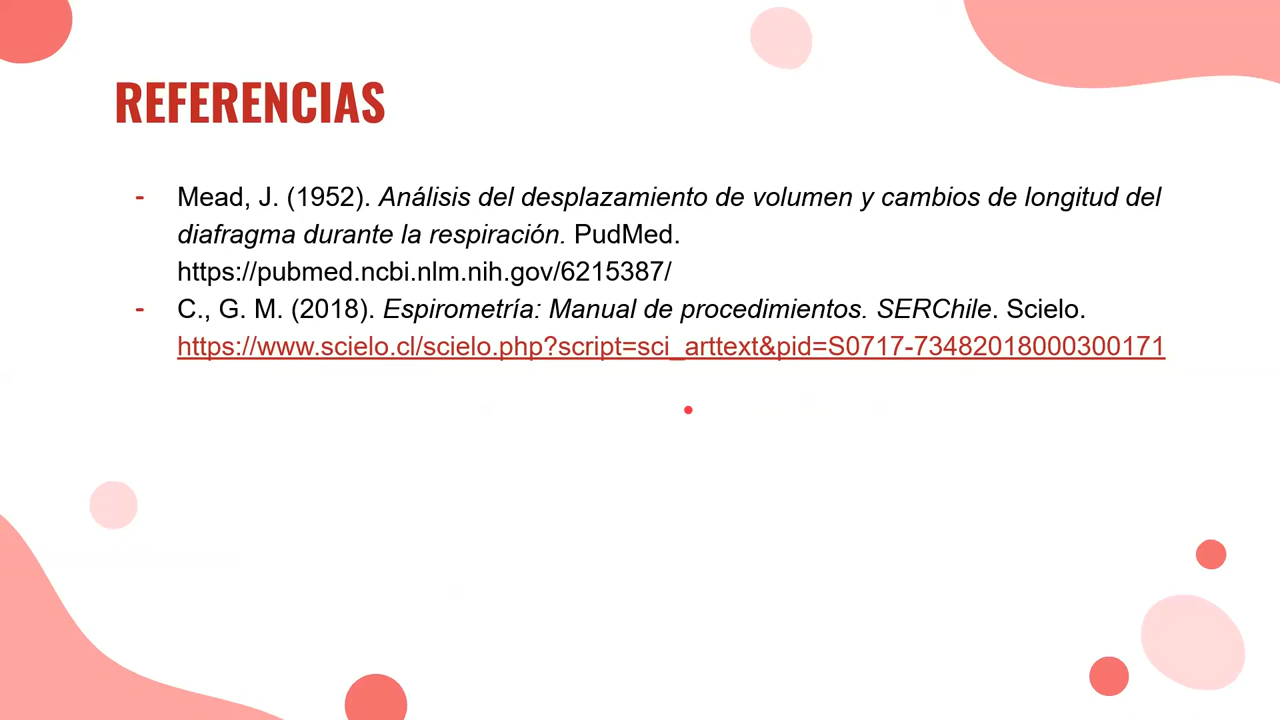 REFERENCIAS
- Mead, J. (1952). Análisis del desplazamiento de volumen y cambios de longitud del
diafragma durante la respiración. PudMed.
https://pubmed.ncbi.nlm.nih.gov/6215387/
- C., G. M. (2018). Espirometría: Manual de procedimientos. SERChile. Scielo.
https://www.scielo.cl/scielo.php?script=sci_arttext&pid=S0717-73482018000300171